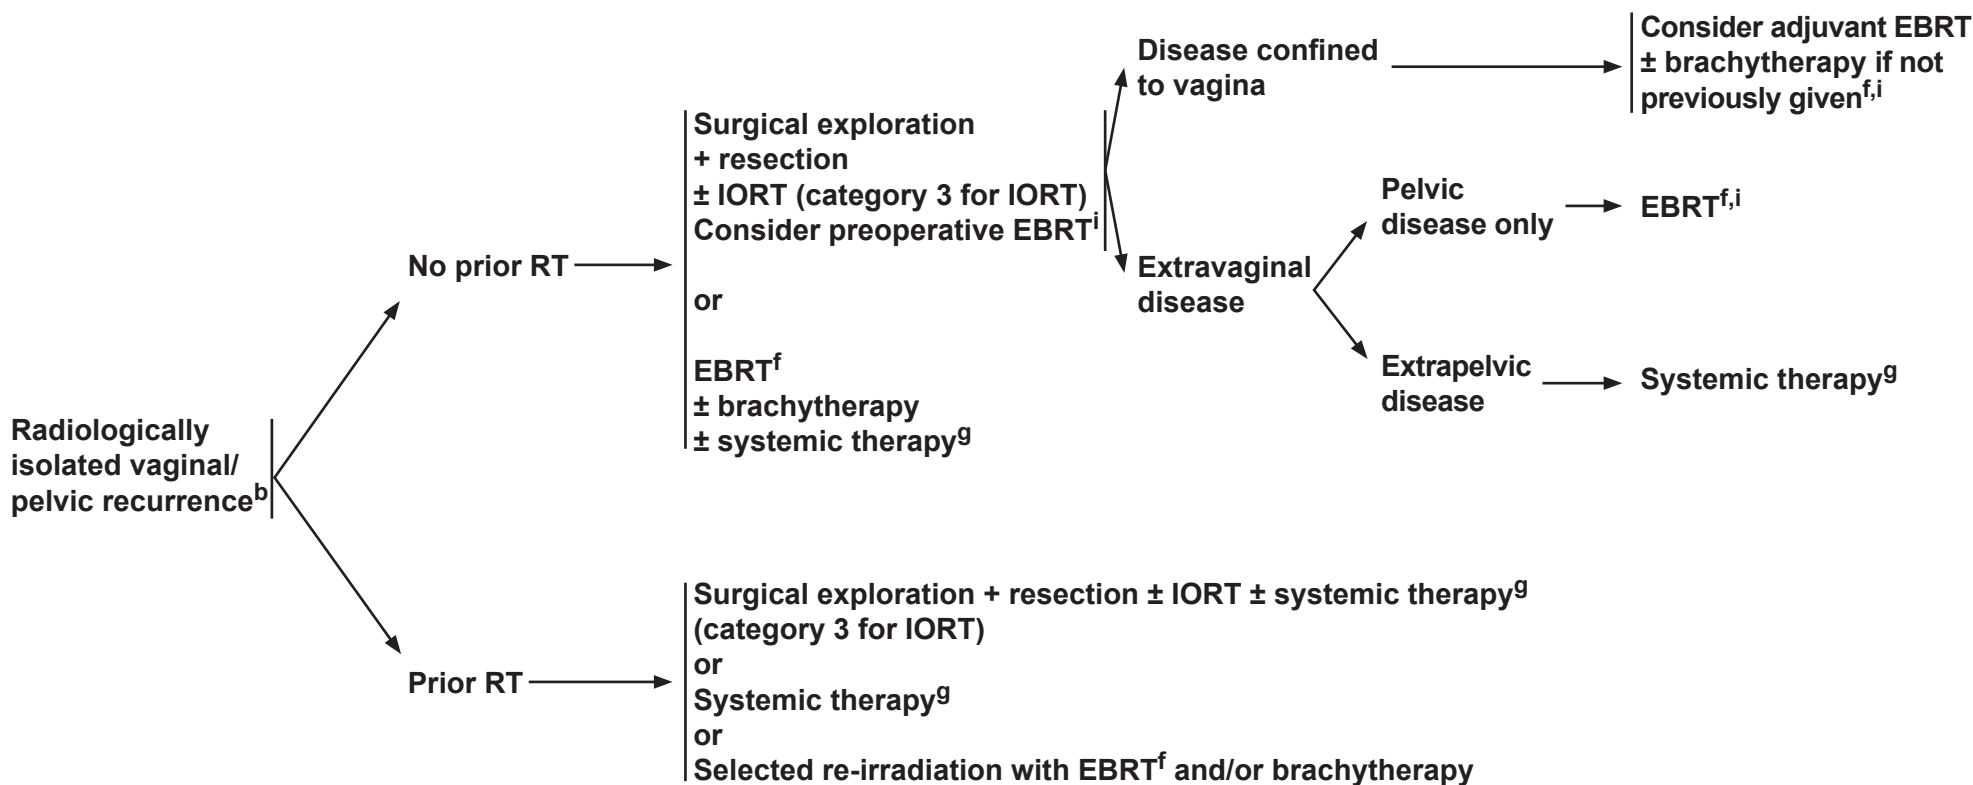 Radiologically
isolated vaginal/
pelvic recurrenceb
No prior RT
Surgical exploration
+ resection
± IORT (category 3 for IORT)
Consider preoperative EBRTi
or
EBRTf
± brachytherapy
± systemic therapyg
Disease confined
to vagina
Consider adjuvant EBRT
± brachytherapy if not
previously givenf,i
Extravaginal
disease
Pelvic
disease only
EBRTf,i
Extrapelvic
disease
Systemic therapyg
Prior RT
Surgical exploration + resection ± IORT ± systemic therapyg
(category 3 for IORT)
or
Systemic therapyg
or
Selected re-irradiation with EBRTf and/or brachytherapy